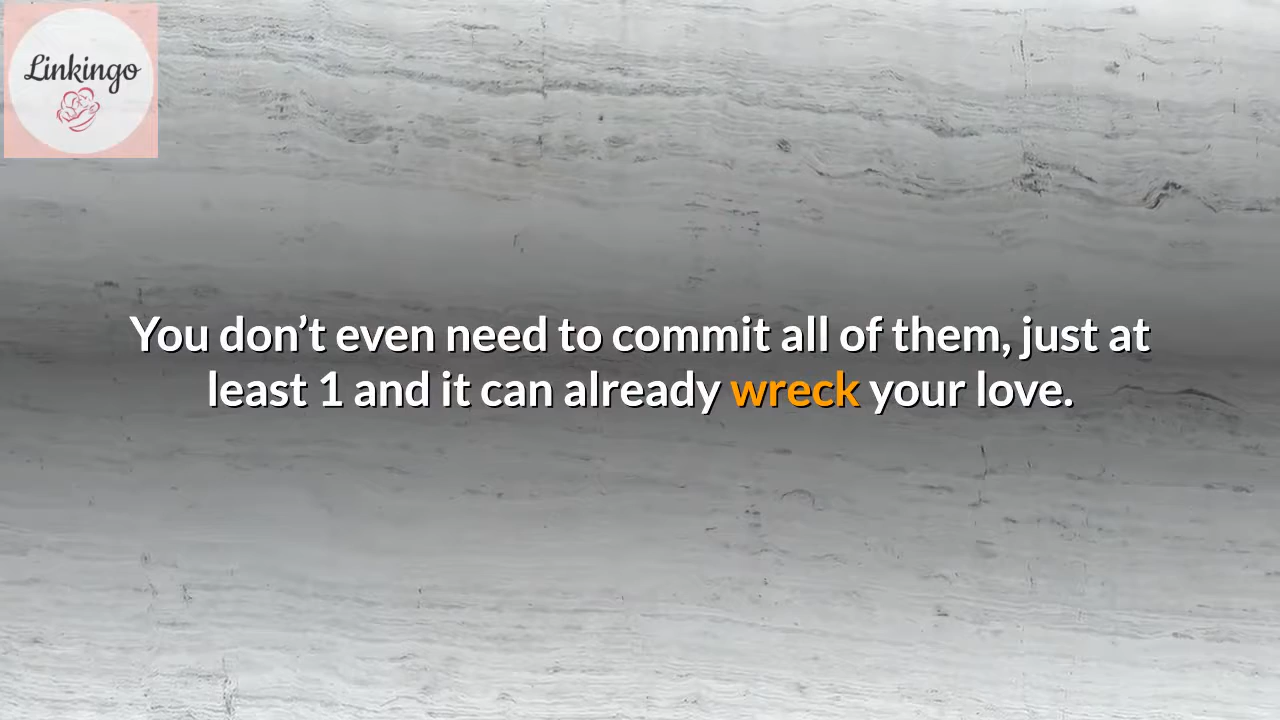 Linkingo
You don’t even need to commit all of them, just at
least 1 and it can already wreck your love.